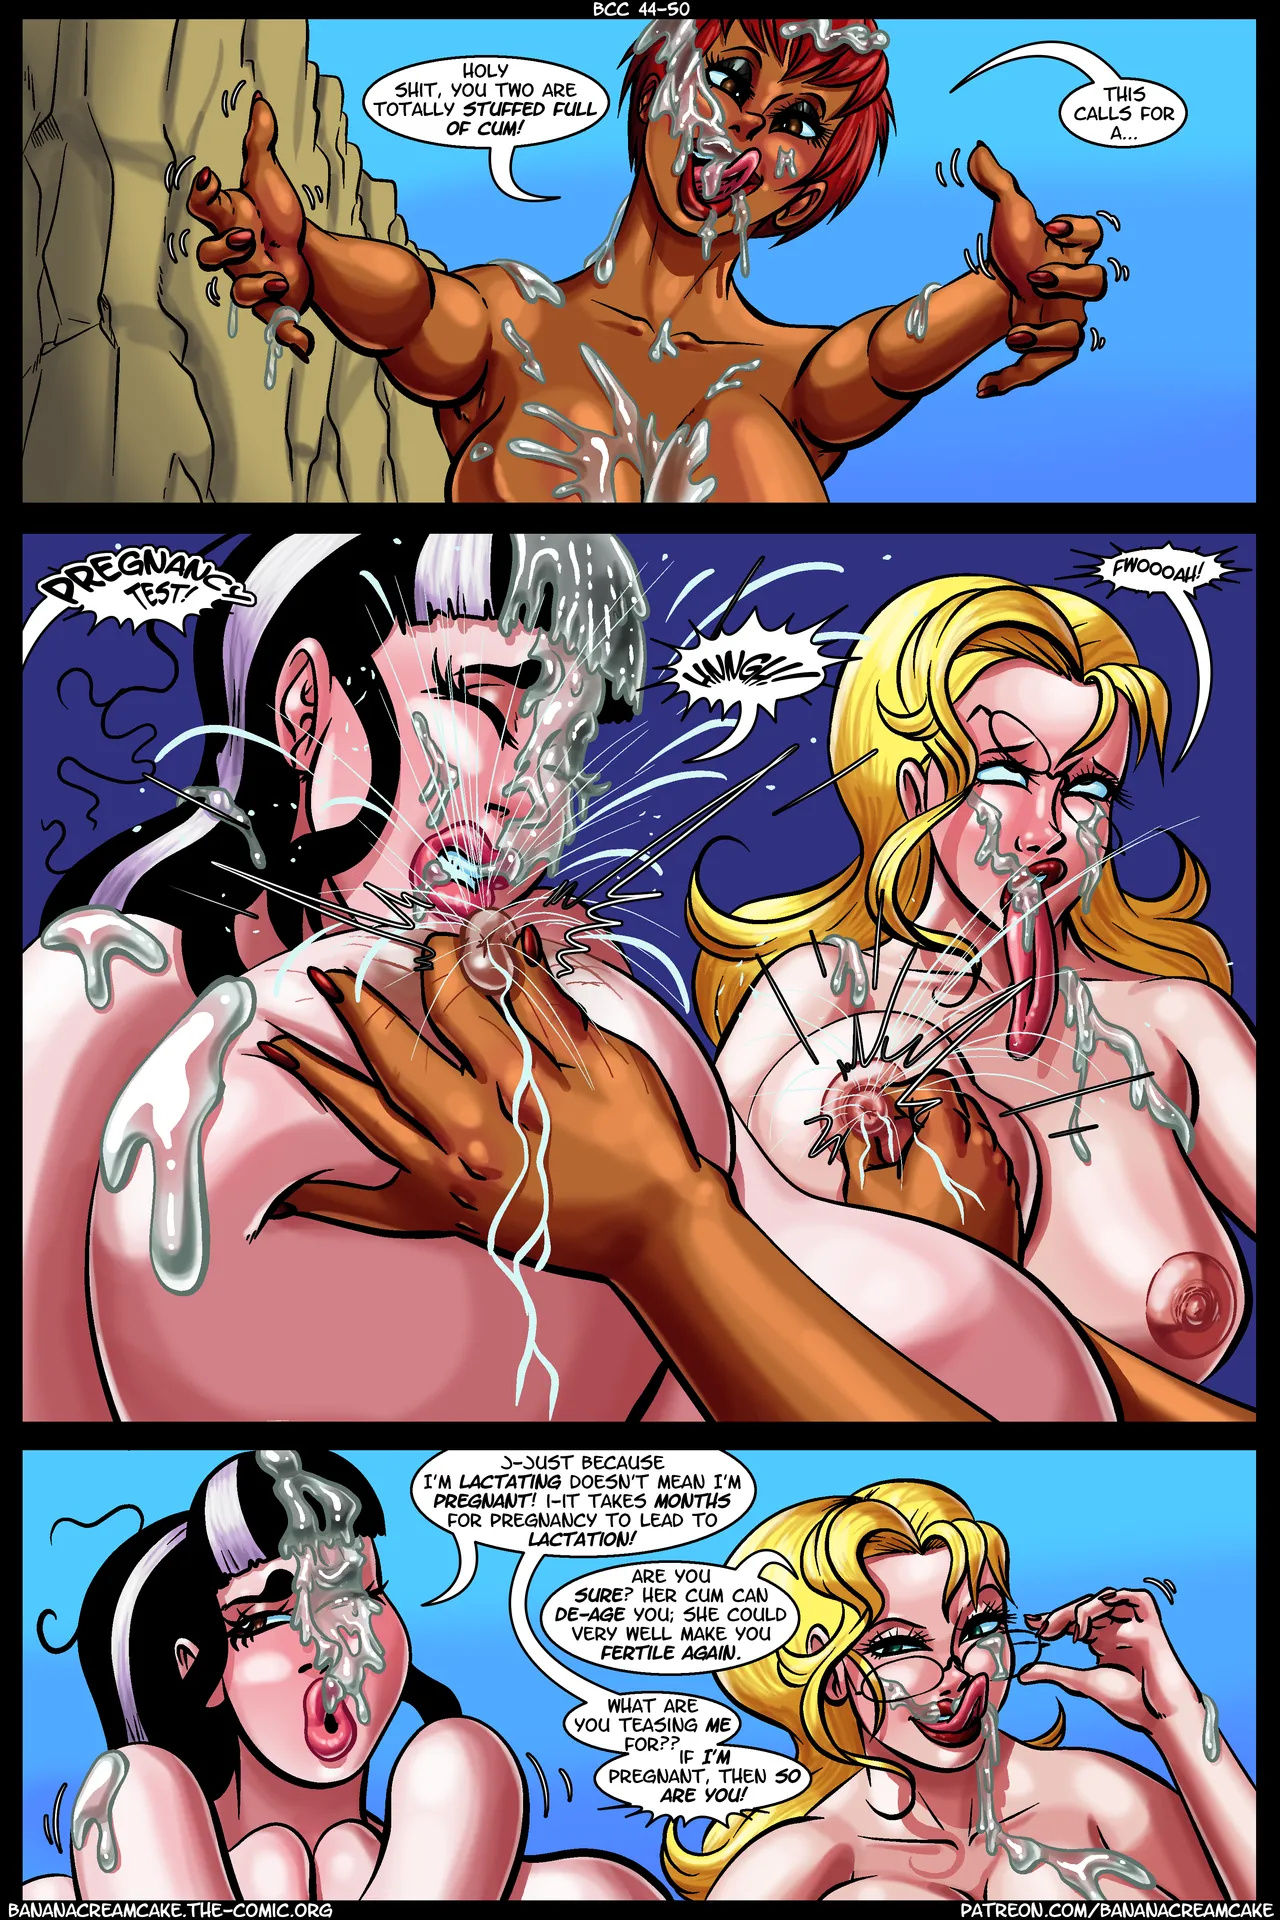 BCC 44-50
HOLY
SHIT, YOU TWO ARE
TOTALLY STUFFED FULL
OF CUM!
THIS
CALLS FOR
A...
PREGNANCY
TEST!
HNNGL!!
FWOOOAH!
J-JUST BECAUSE
I'M LACTATING DOESN'T MEAN I'M
PREGNANT! I-IT TAKES MONTHS
FOR PREGNANCY TO LEAD TO
LACTATION!
ARE YOU
SURE? HER CUM CAN
DE-AGE YOU; SHE COULD
VERY WELL MAKE YOU
FERTILE AGAIN.
WHAT ARE
YOU TEASING ME
FOR??
IF I'M
PREGNANT, THEN SO
ARE YOU!
BANANACREAMCAKE.THE-COMIC.ORG
PATREON.COM/BANANACREAMCAKE